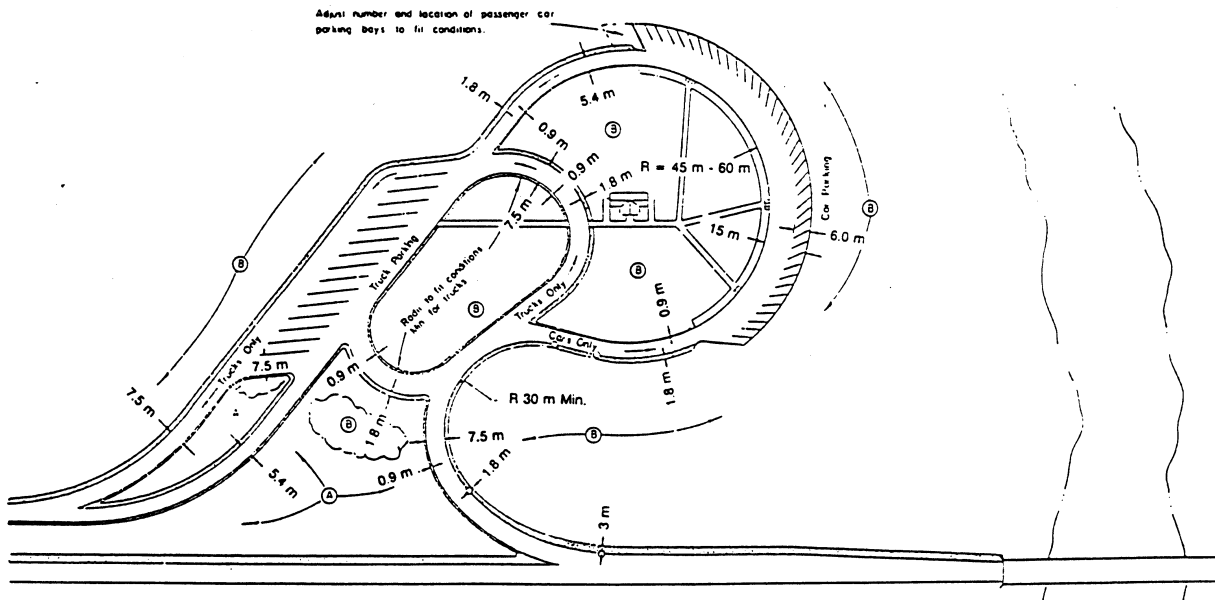 Adjust number and location of passenger car
parking bays to fit conditions.
1.8 m
5.4 m
0.9 m
B
0.9 m
R = 45 m - 60 m
1.8 m
Car Parking
B
7.5 m
15 m
6.0 m
B
Truck Parking
B
Radii to fit conditions
Min for trucks
B
Trucks Only
0.9 m
Cars Only
Trucks Only
7.5 m
0.9 m
7.5 m
1.8 m
R 30 m Min.
B
1.8 m
7.5 m
B
5.4 m
0.9 m
1.8 m
A
3 m